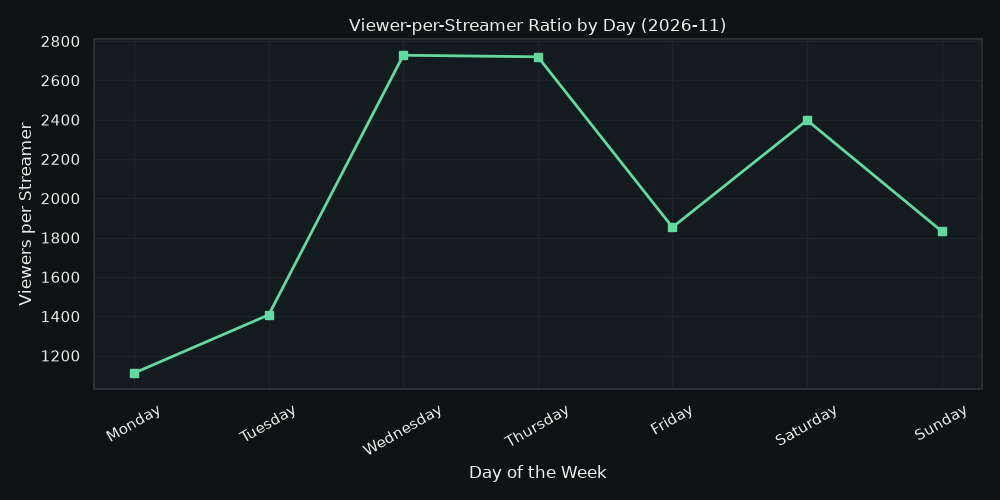 Viewer-per-Streamer Ratio by Day (2026-11)
Viewers per Streamer
2800
2600
2400
2200
2000
1800
1600
1400
1200
Monday
Tuesday
Wednesday
Thursday
Friday
Saturday
Sunday
Day of the Week